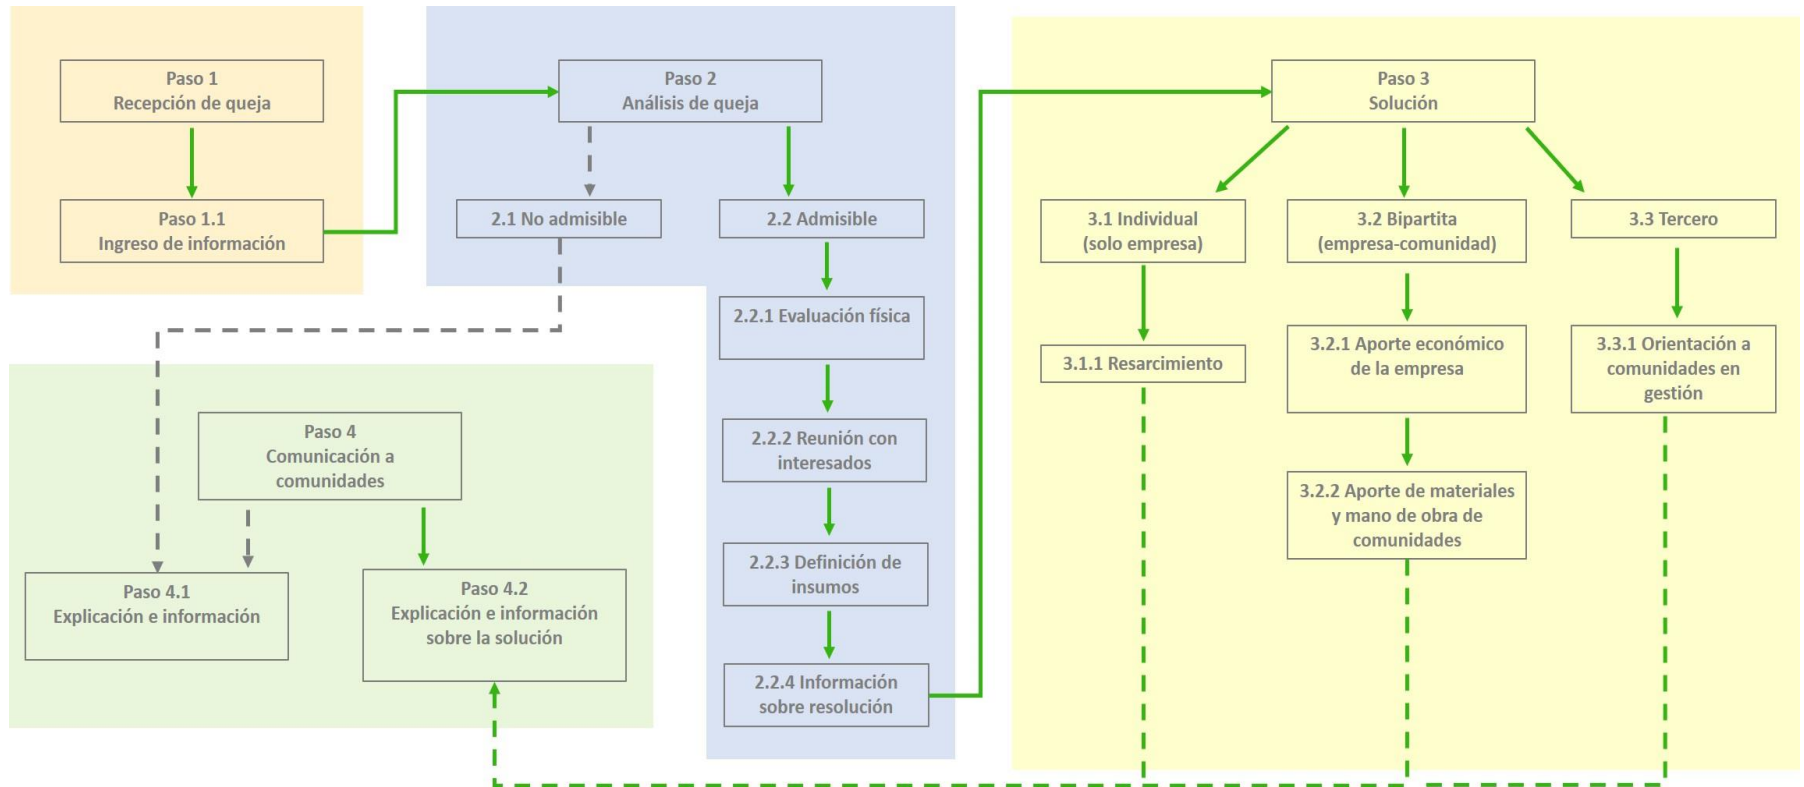 Paso 1
Recepción de queja
Paso 1.1
Ingreso de información
Paso 2
Análisis de queja
2.1 No admisible
2.2 Admisible
2.2.1 Evaluación física
2.2.2 Reunión con
interesados
2.2.3 Definición de
insumos
2.2.4 Información
sobre resolución
Paso 3
Solución
3.1 Individual
(solo empresa)
3.1.1 Resarcimiento
3.2 Bipartita
(empresa-comunidad)
3.2.1 Aporte económico
de la empresa
3.2.2 Aporte de materiales
y mano de obra de
comunidades
3.3 Tercero
3.3.1 Orientación a
comunidades en
gestión
Paso 4
Comunicación a
comunidades
Paso 4.1
Explicación e información
Paso 4.2
Explicación e información
sobre la solución